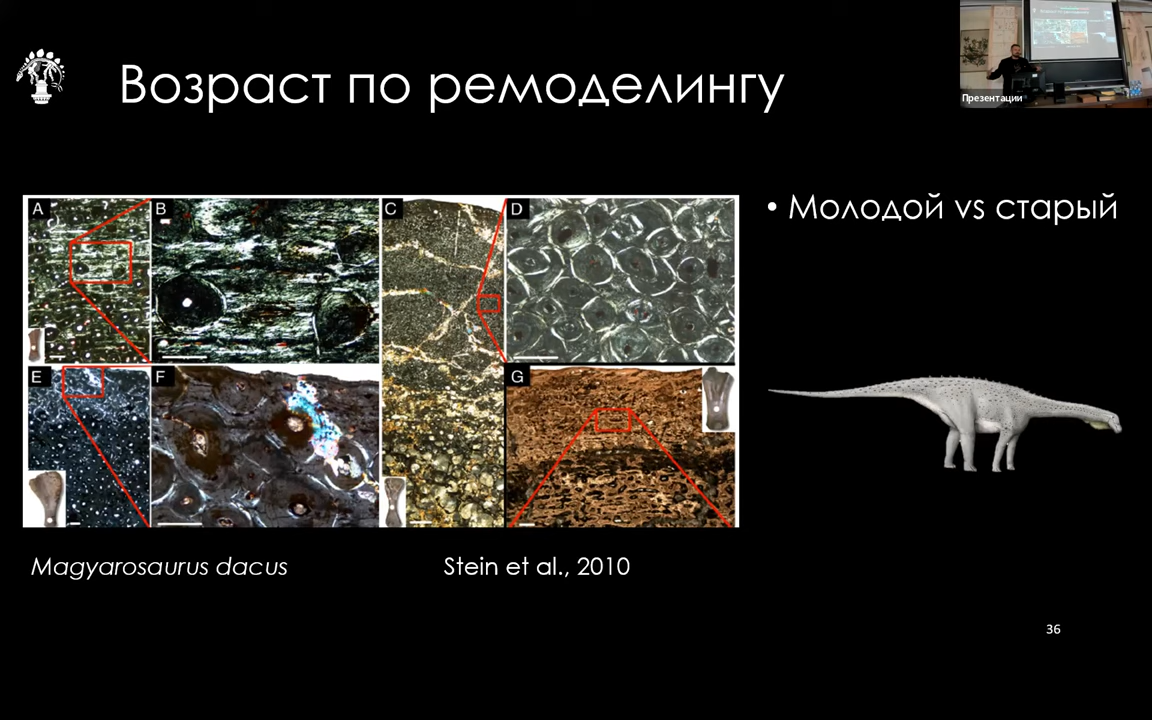 Возраст по ремоделингу
Презентации
• Молодой vs старый
A
B
C
D
E
F
G
Magyarosaurus dacus
Stein et al., 2010
36